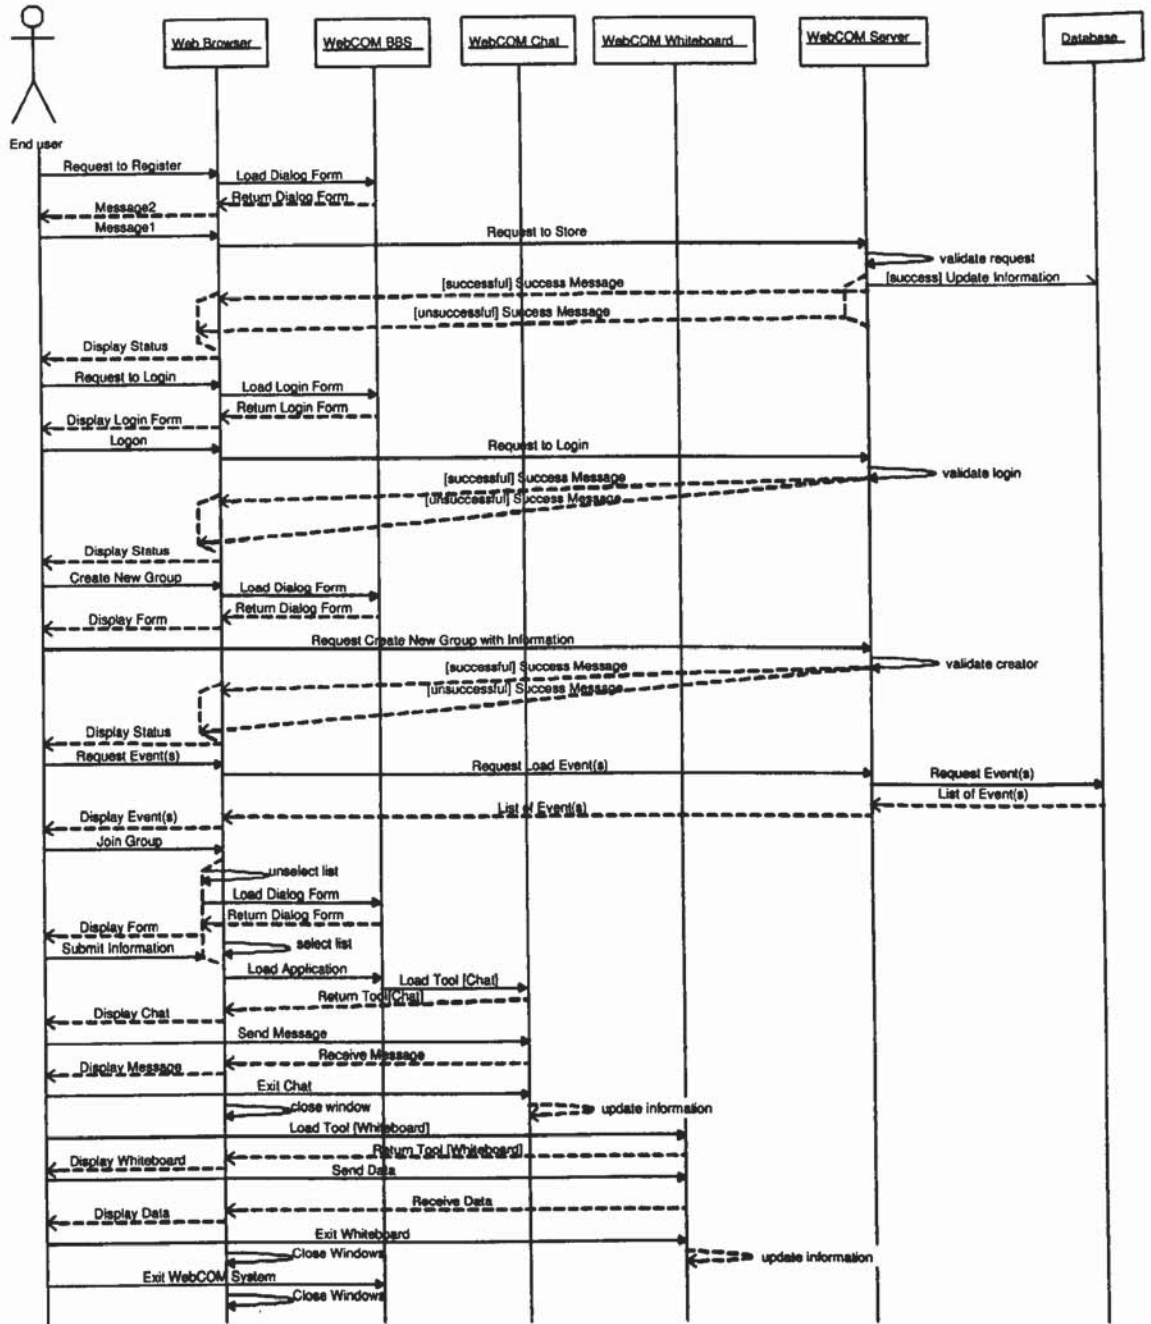 Web Browser
WebCOM BBS
WebCOM Chat
WebCOM Whiteboard
WebCOM Server
Database
End user
Request to Register
Load Dialog Form
Return Dialog Form
Message2
Message1
Request to Store
validate request
[success] Update Information
[successful] Success Message
[unsuccessful] Success Message
Display Status
Request to Login
Load Login Form
Return Login Form
Display Login Form
Logon
Request to Login
validate login
[successful] Success Message
[unsuccessful] Success Message
Display Status
Create New Group
Load Dialog Form
Return Dialog Form
Display Form
Request Create New Group with Information
validate creator
[successful] Success Message
[unsuccessful] Success Message
Display Status
Request Event(s)
Request Load Event(s)
Request Event(s)
List of Event(s)
List of Event(s)
Display Event(s)
Join Group
unselect list
Load Dialog Form
Return Dialog Form
Display Form
Submit Information
select list
Load Application
Load Tool [Chat]
Return Tool[Chat]
Display Chat
Send Message
Receive Message
Display Message
Exit Chat
close window
update information
Load Tool [Whiteboard]
Return Tool [Whiteboard]
Display Whiteboard
Send Data
Receive Data
Display Data
Exit Whiteboard
Close Windows
update information
Exit WebCOM System
Close Windows